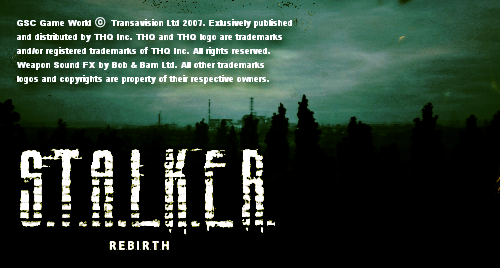 GSC Game World © Transavision Ltd 2007. Exlusively published
and distributed by THQ Inc. THQ and THQ logo are trademarks
and/or registered trademarks of THQ Inc. All rights reserved.
Weapon Sound FX by Bob & Barn Ltd. All other trademarks
logos and copyrights are property of their respective owners.
S.T.A.L.K.E.R.
REBIRTH